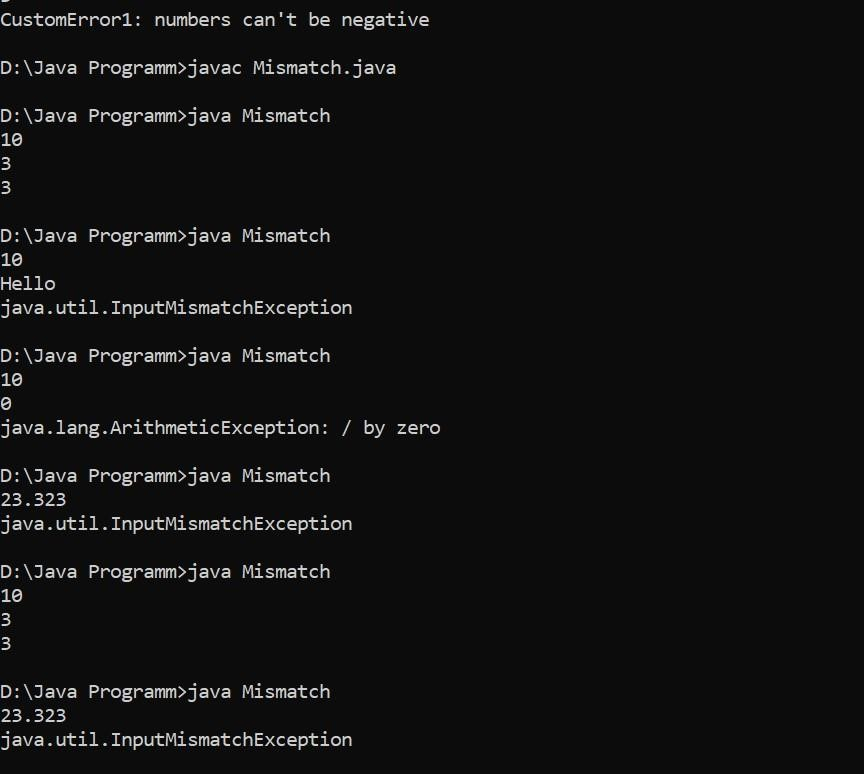 CustomError1: numbers can't be negative
D:\Java Programm>javac Mismatch.java
D:\Java Programm>java Mismatch
10
3
3
D:\Java Programm>java Mismatch
10
Hello
java.util.InputMismatchException
D:\Java Programm>java Mismatch
10
0
java.lang.ArithmeticException: / by zero
D:\Java Programm>java Mismatch
23.323
java.util.InputMismatchException
D:\Java Programm>java Mismatch
10
3
3
D:\Java Programm>java Mismatch
23.323
java.util.InputMismatchException